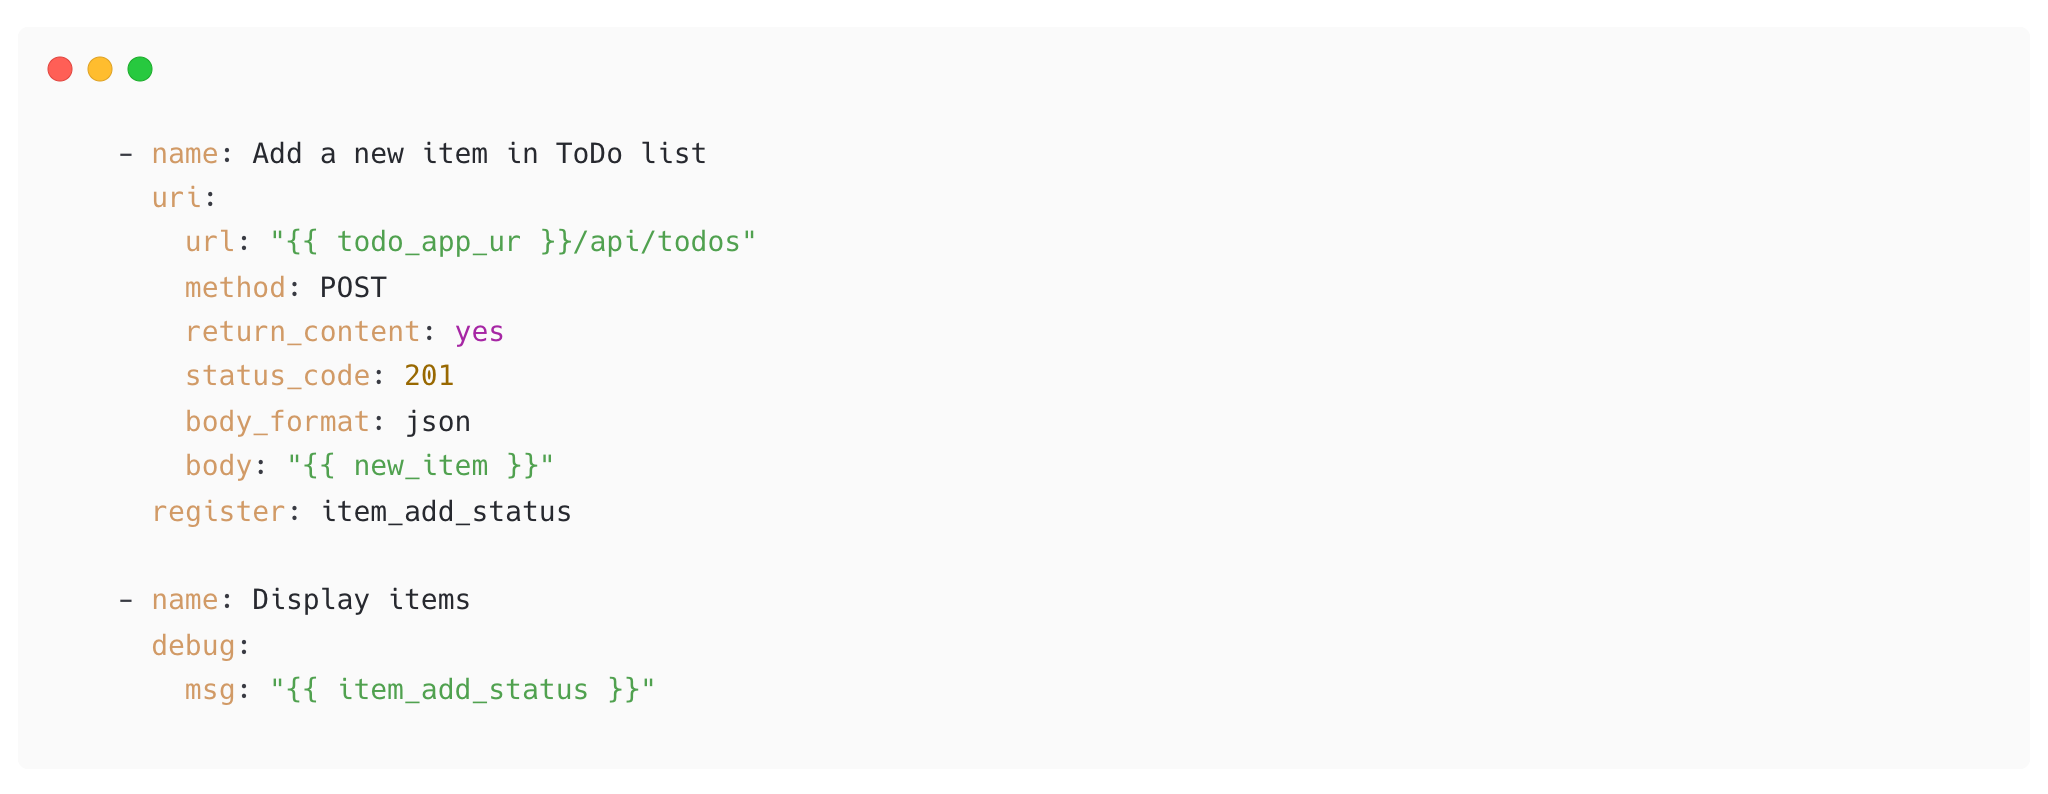 - name: Add a new item in ToDo list
  uri:
    url: "{{ todo_app_ur }}/api/todos"
    method: POST
    return_content: yes
    status_code: 201
    body_format: json
    body: "{{ new_item }}"
  register: item_add_status

- name: Display items
  debug:
    msg: "{{ item_add_status }}"